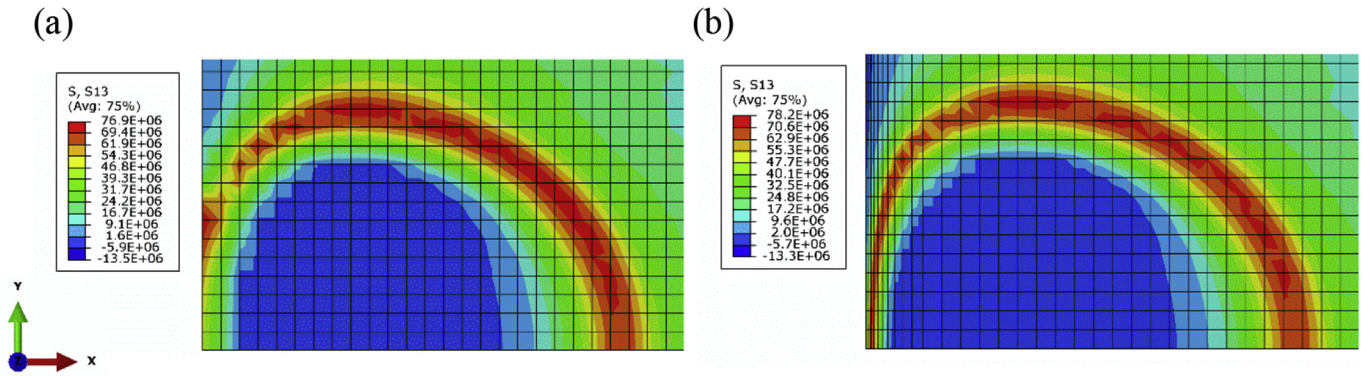 (a)
S, S13
(Avg: 75%)
76.9E+06
69.4E+06
61.9E+06
54.3E+06
46.8E+06
39.3E+06
31.7E+06
24.2E+06
16.7E+06
9.1E+06
1.6E+06
-5.9E+06
-13.5E+06
Y
Z
X
(b)
S, S13
(Avg: 75%)
78.2E+06
70.6E+06
62.9E+06
55.3E+06
47.7E+06
40.1E+06
32.5E+06
24.8E+06
17.2E+06
9.6E+06
2.0E+06
-5.7E+06
-13.3E+06